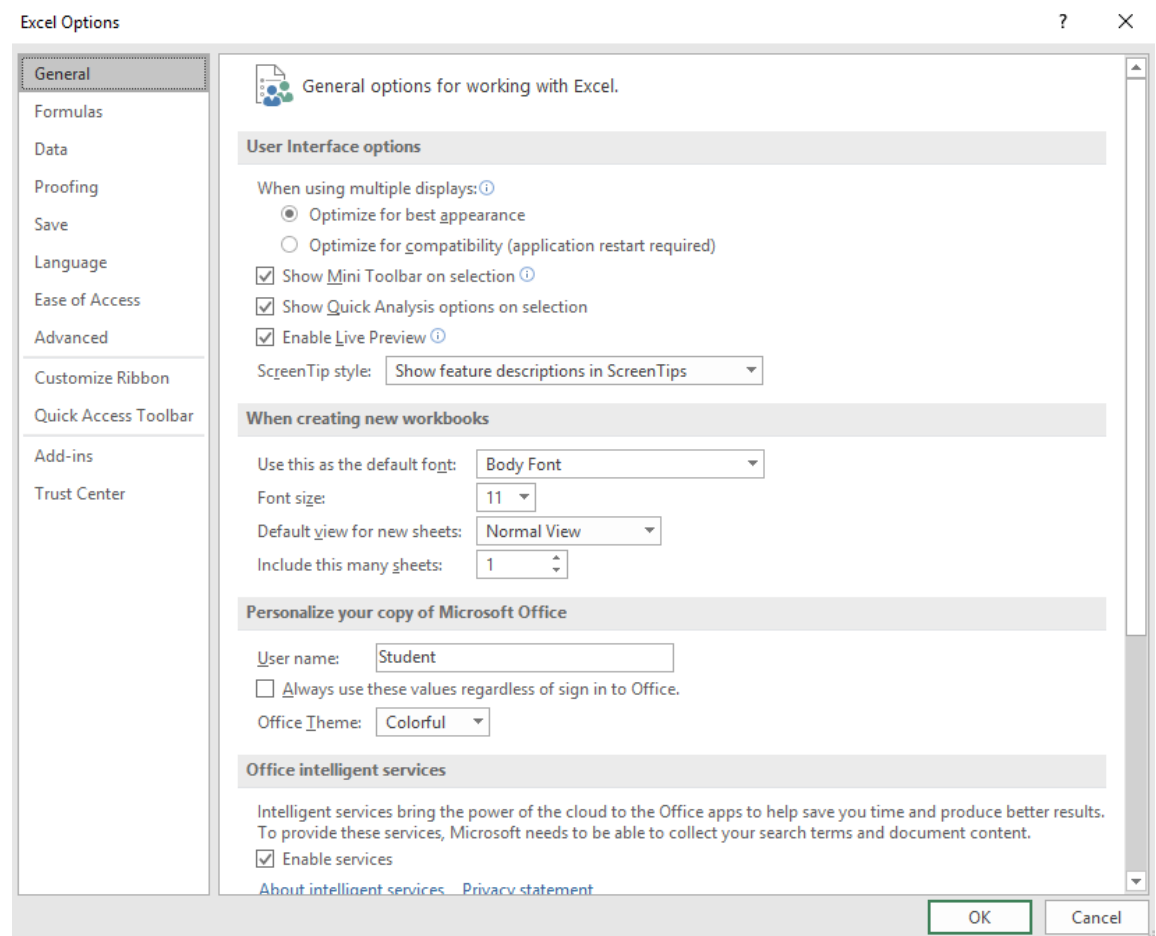 Excel Options
?
General
Formulas
Data
Proofing
Save
Language
Ease of Access
Advanced
Customize Ribbon
Quick Access Toolbar
Add-ins
Trust Center
General options for working with Excel.
User Interface options
When using multiple displays:
Optimize for best appearance
Optimize for compatibility (application restart required)
Show Mini Toolbar on selection
Show Quick Analysis options on selection
Enable Live Preview
ScreenTip style: Show feature descriptions in ScreenTips
When creating new workbooks
Use this as the default font: Body Font
Font size: 11
Default view for new sheets: Normal View
Include this many sheets: 1
Personalize your copy of Microsoft Office
User name: Student
Always use these values regardless of sign in to Office.
Office Theme: Colorful
Office intelligent services
Intelligent services bring the power of the cloud to the Office apps to help save you time and produce better results.
To provide these services, Microsoft needs to be able to collect your search terms and document content.
Enable services
About intelligent services Privacy statement
OK Cancel